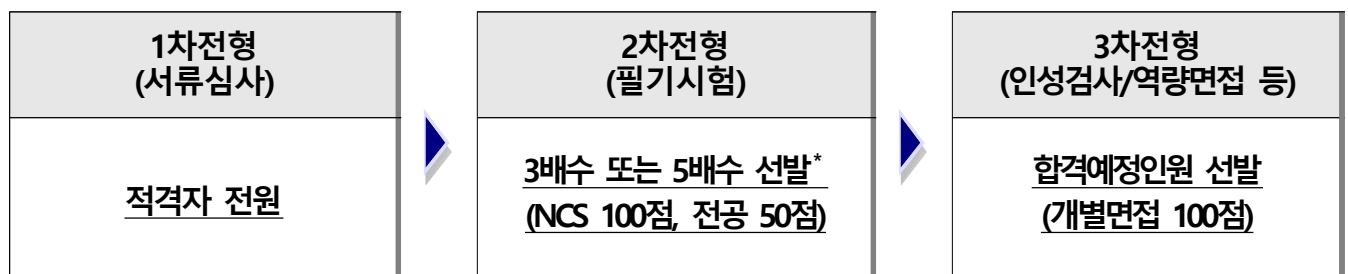 1차전형
(서류심사)
적격자 전원
2차전형
(필기시험)
3배수 또는 5배수 선발*
(NCS 100점, 전공 50점)
3차전형
(인성검사/역량면접 등)
합격예정인원 선발
(개별면접 100점)